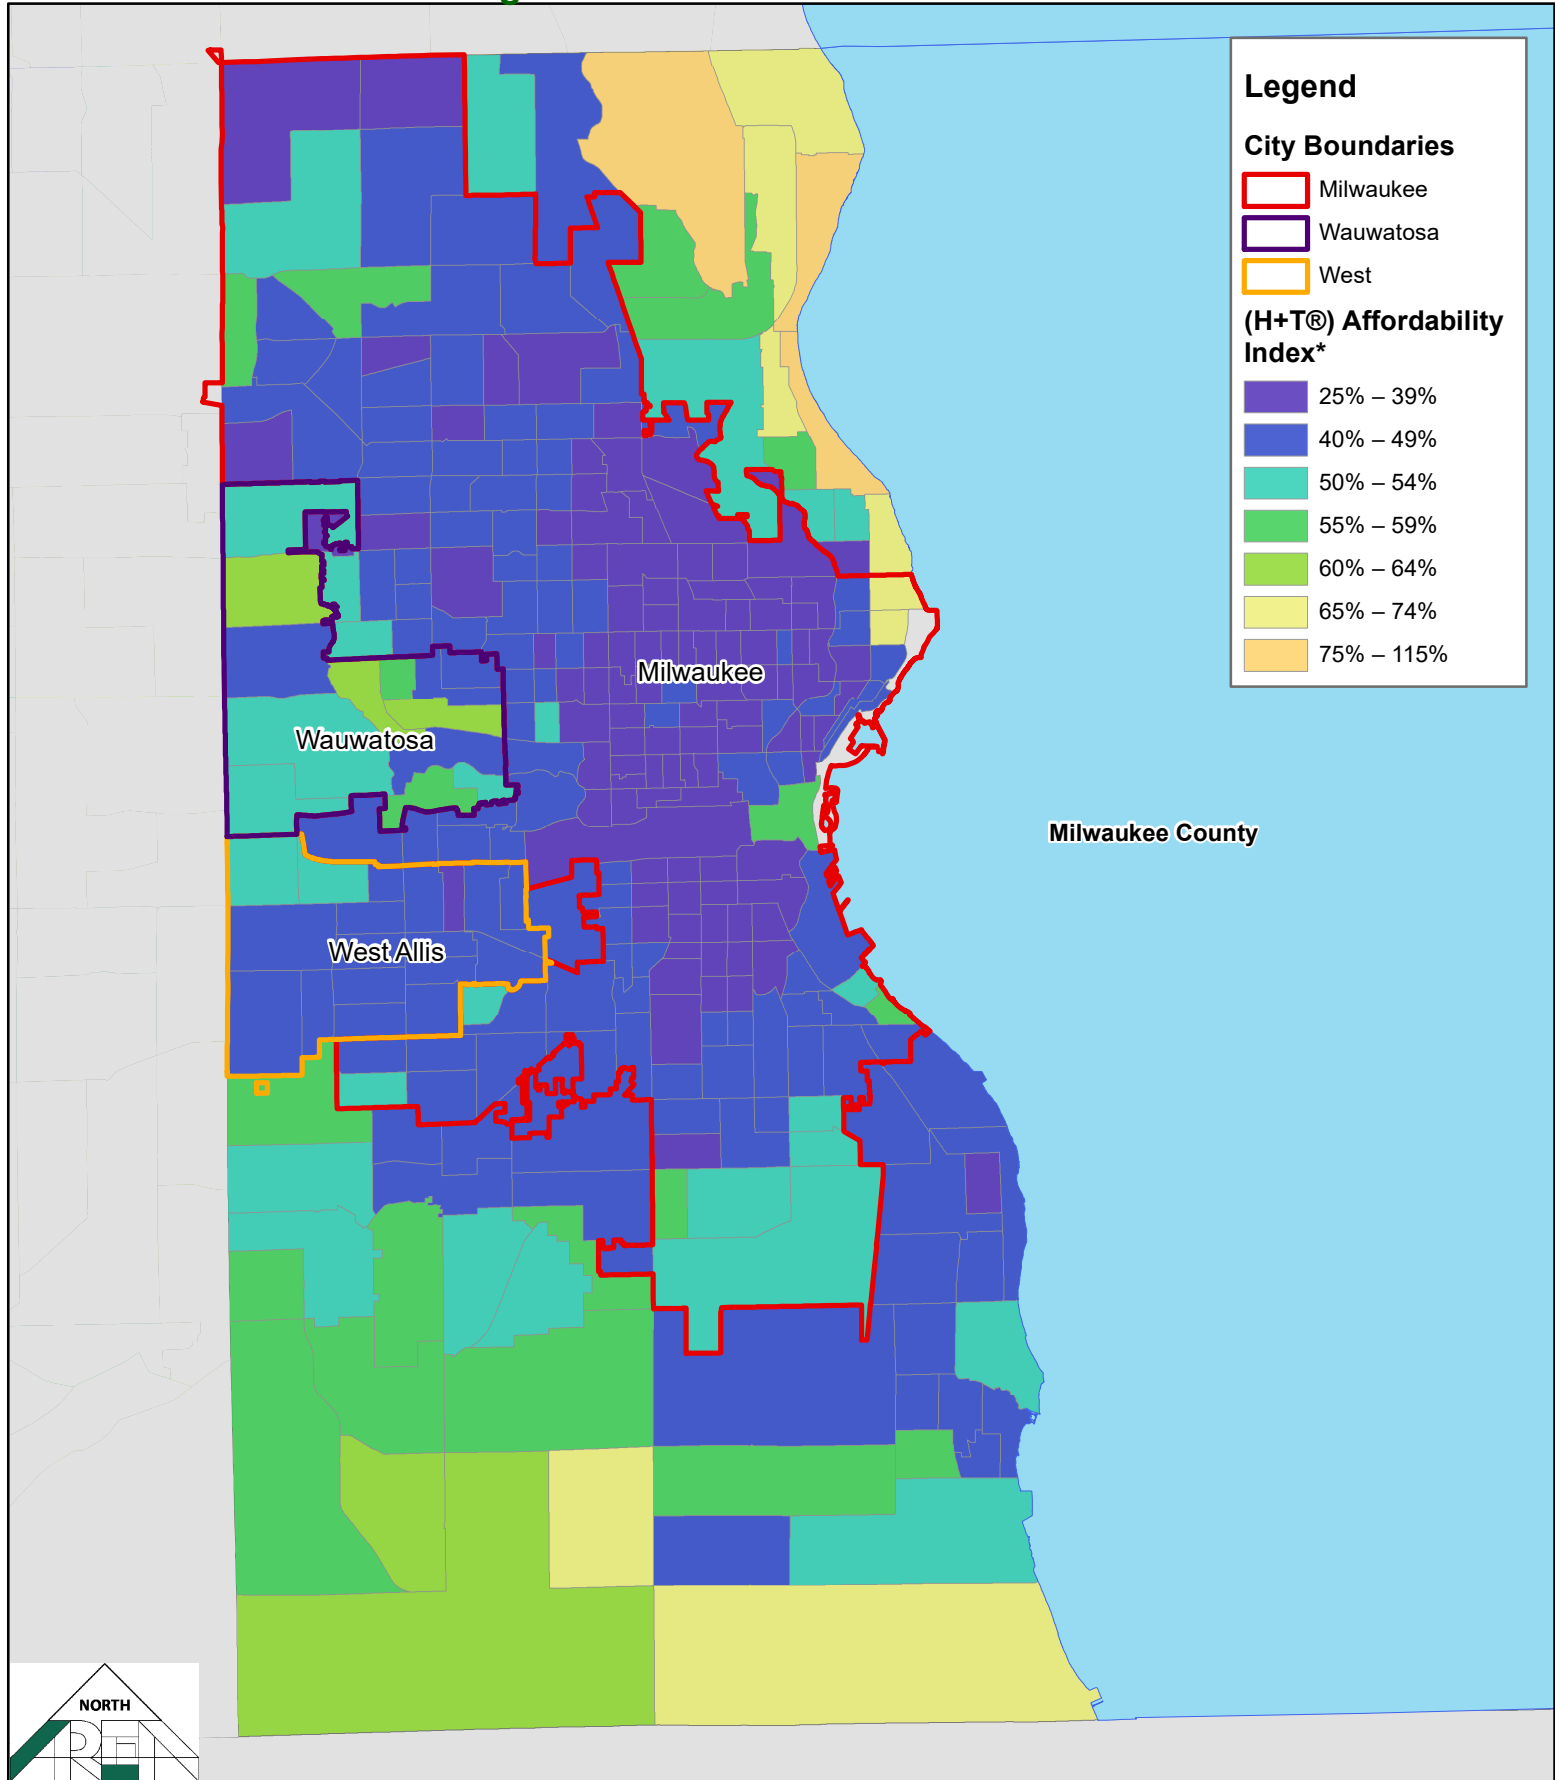 Legend
City Boundaries
Milwaukee
Wauwatosa
West
(H+T®) Affordability
Index*
25% – 39%
40% – 49%
50% – 54%
55% – 59%
60% – 64%
65% – 74%
75% – 115%
Milwaukee
Wauwatosa
Milwaukee County
West Allis
NORTH